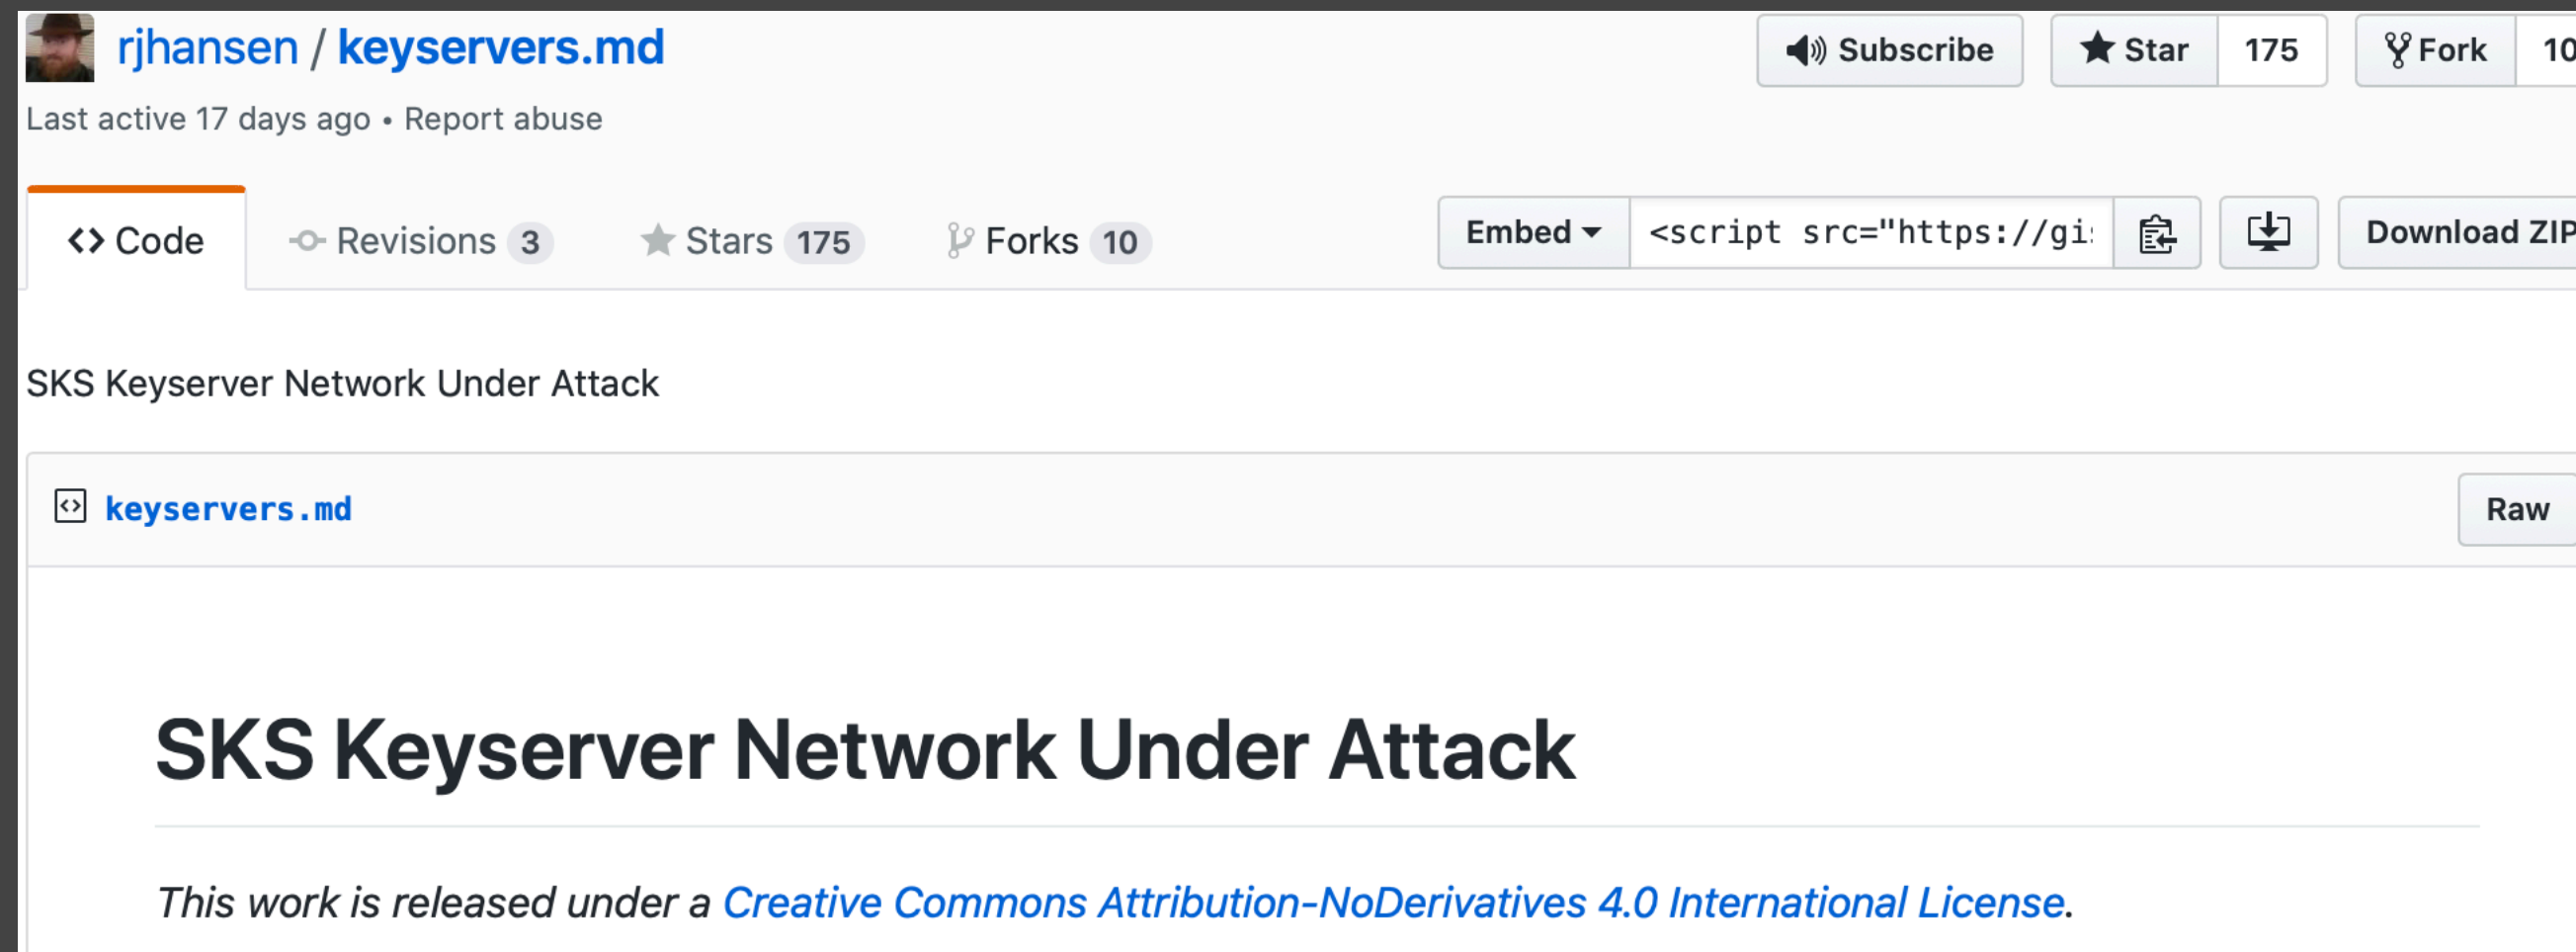 rjhansen / keyservers.md
Subscribe
Star 175
Fork 10
Last active 17 days ago • Report abuse
<> Code
Revisions 3
Stars 175
Forks 10
Embed
<script src="https://gi
Download ZIP
SKS Keyserver Network Under Attack
keyservers.md
Raw
SKS Keyserver Network Under Attack
This work is released under a Creative Commons Attribution-NoDerivatives 4.0 International License.